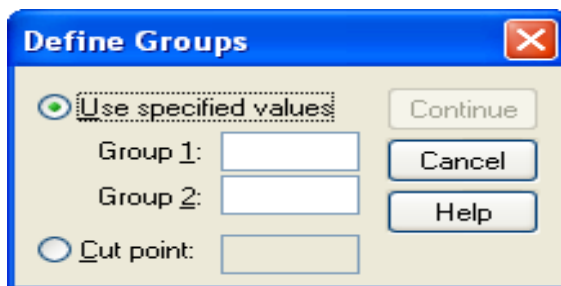 Define Groups
Use specified values
Continue
Group 1:
Cancel
Group 2:
Help
Cut point: